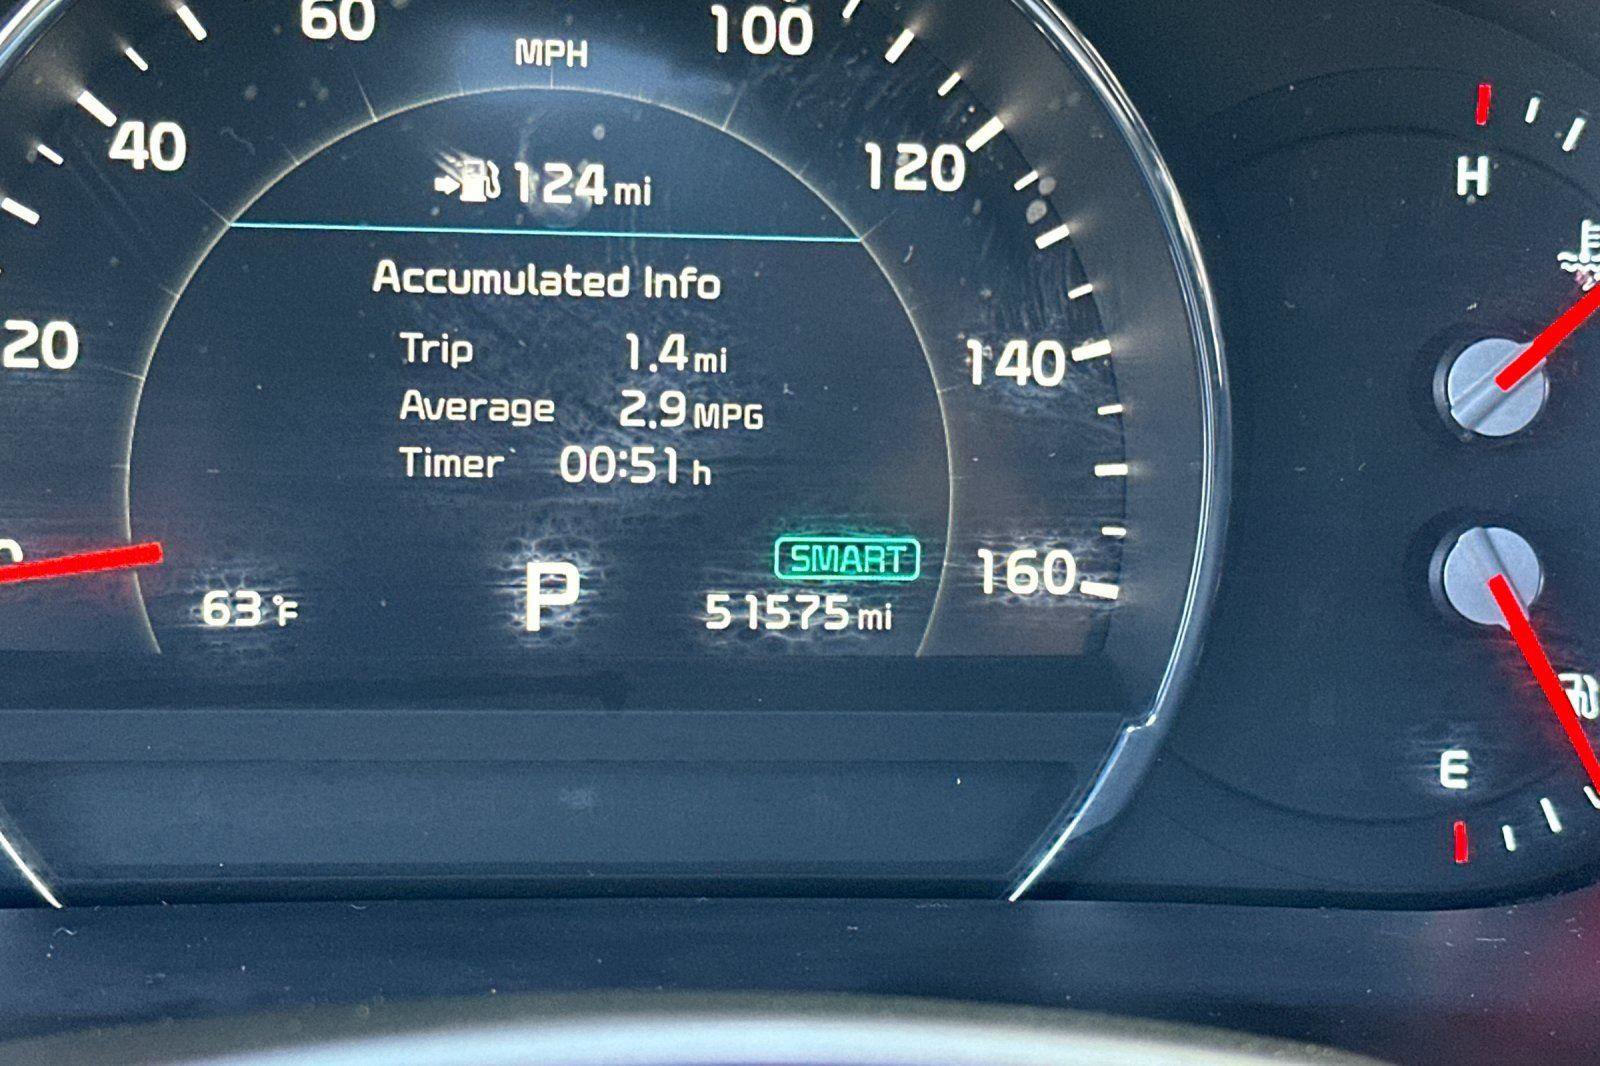 60
MPH
100
40
120
H
124 mi
Accumulated Info
20
Trip 1.4 mi
140
Average 2.9 MPG
Timer 00:51 h
SMART
160
63°F
P
51575 mi
E